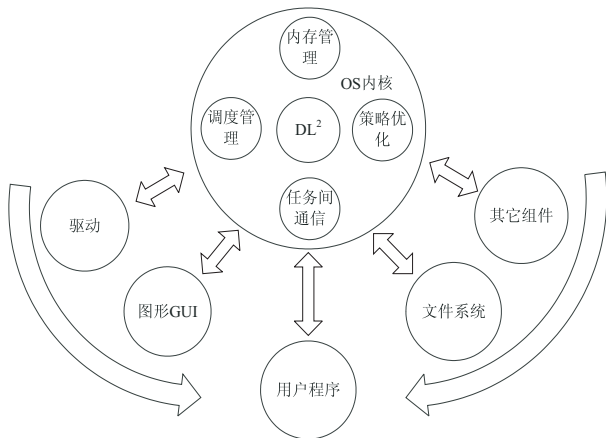 内存管
理
OS内核
调度管
理
DL²
策略优
化
任务间
通信
驱动
其它组件
图形GUI
文件系统
用户程序